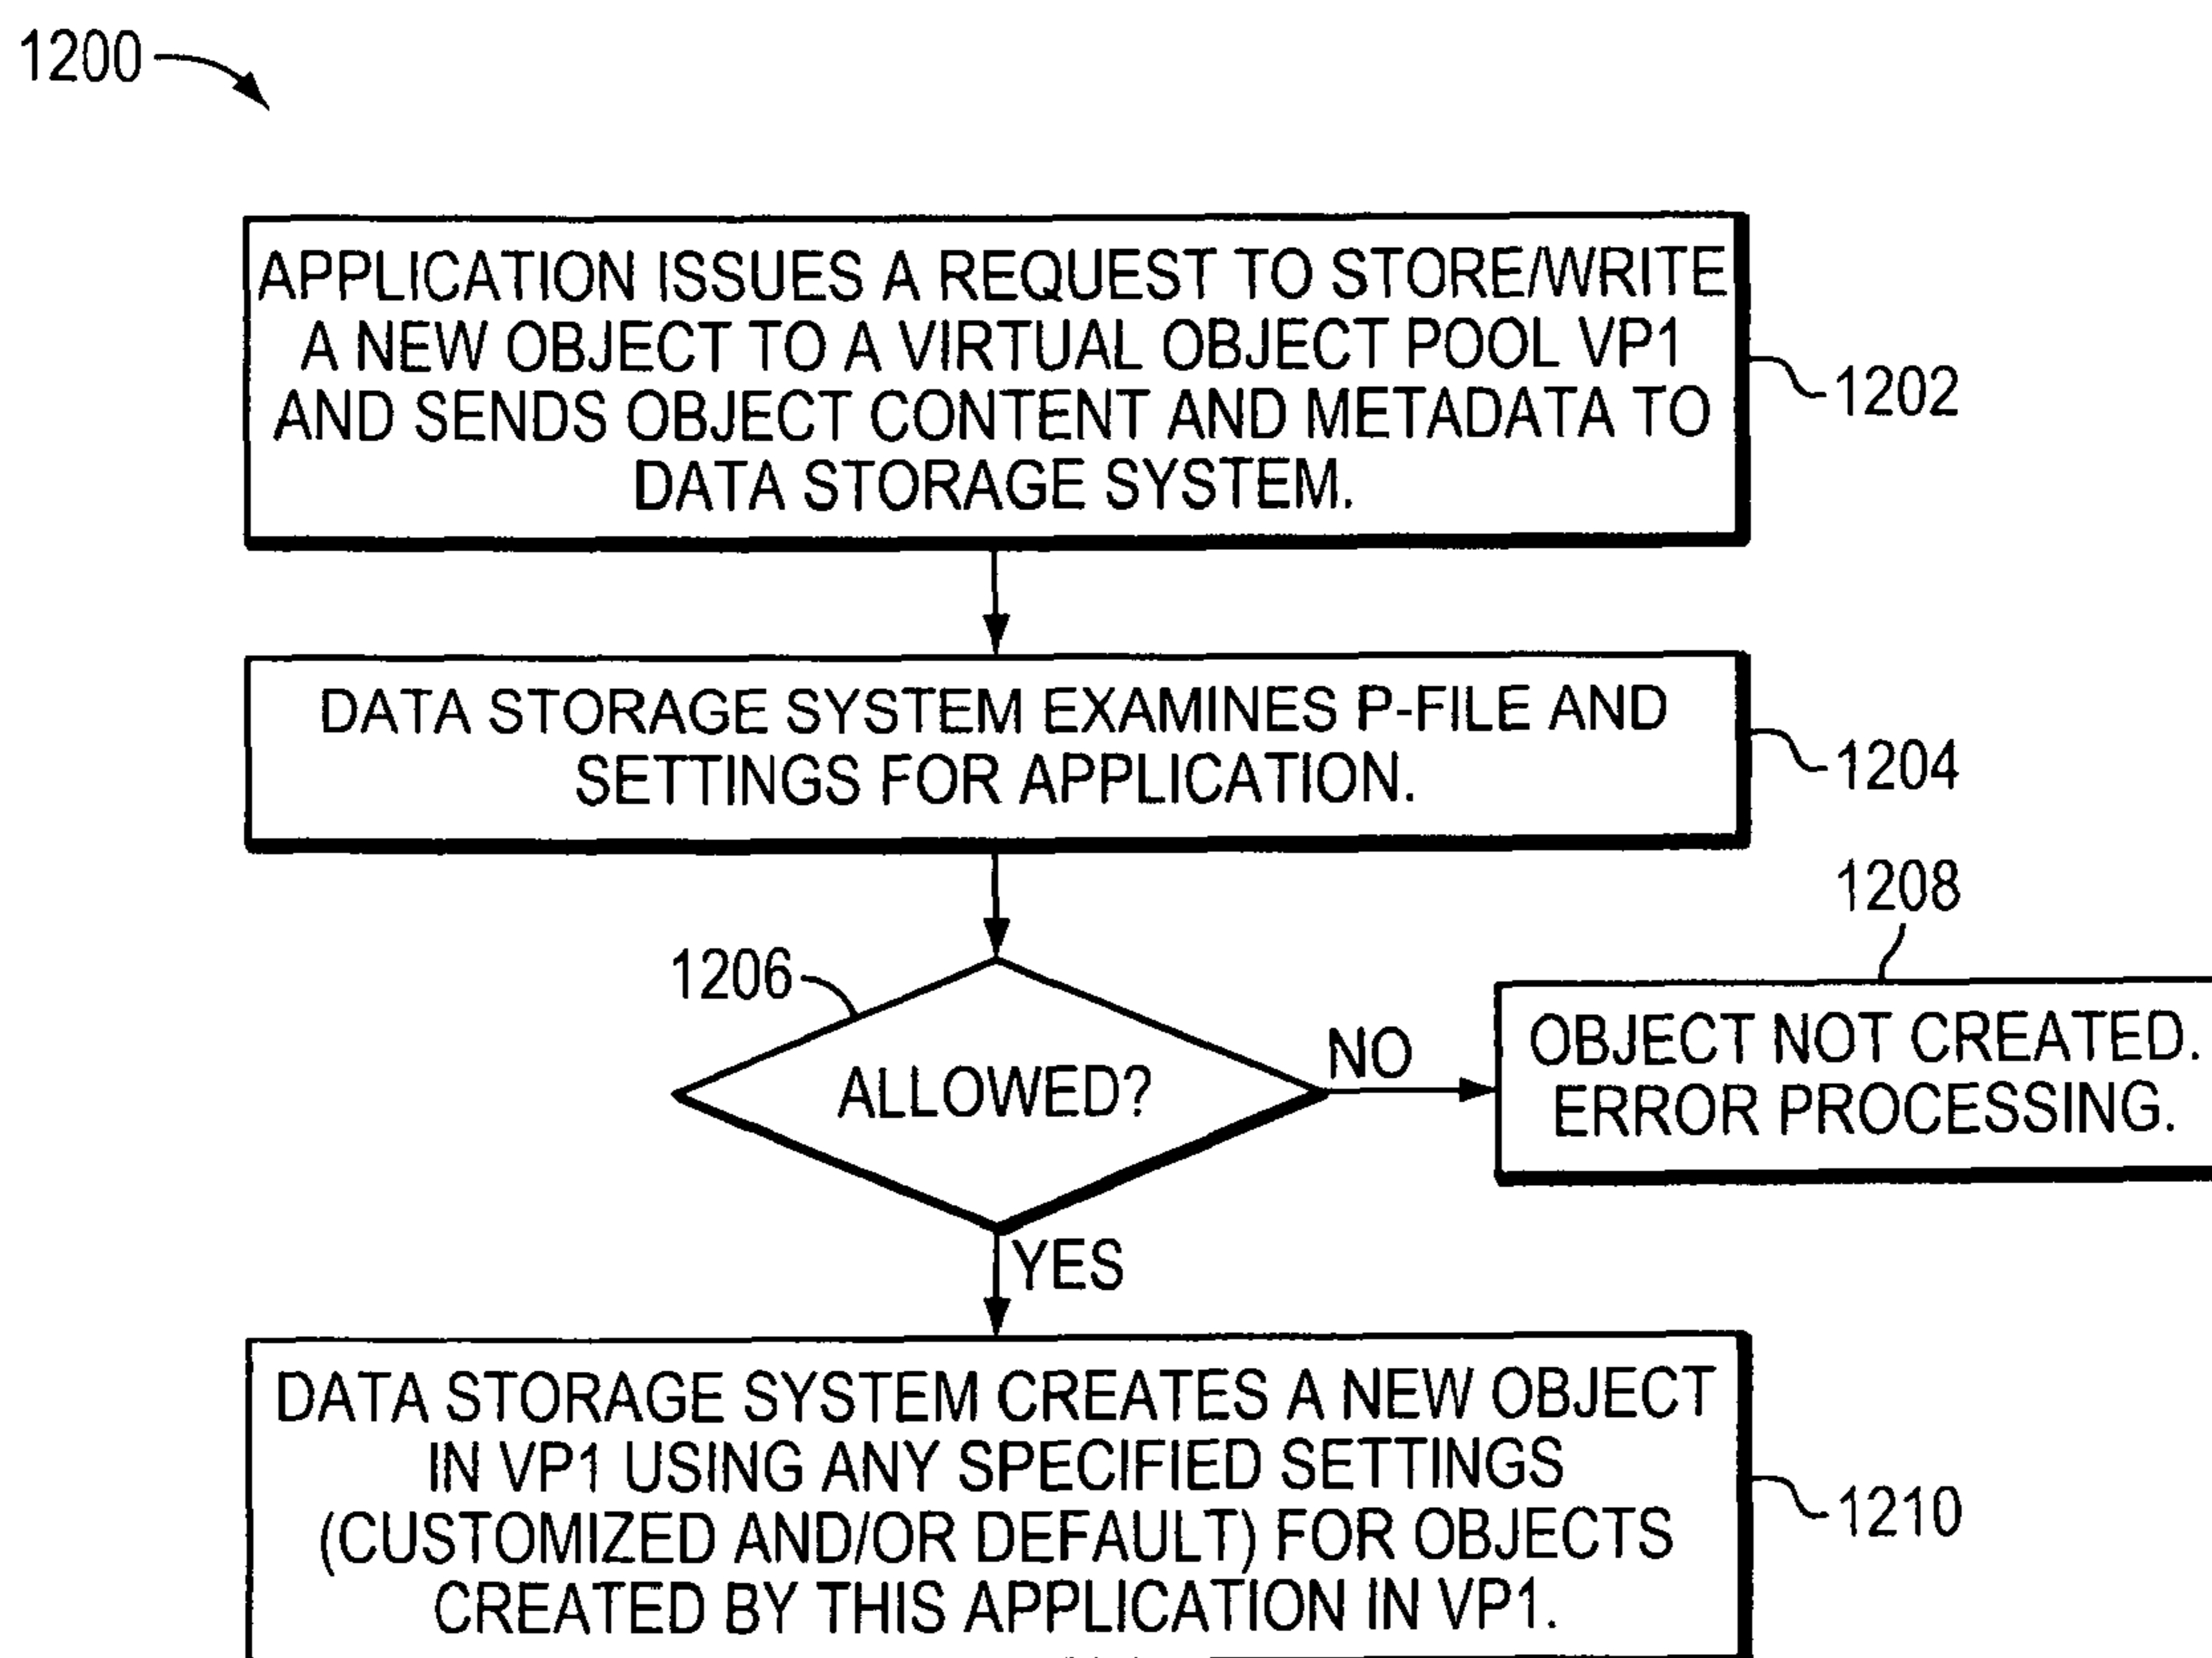 1200
APPLICATION ISSUES A REQUEST TO STORE/WRITE
A NEW OBJECT TO A VIRTUAL OBJECT POOL VP1
AND SENDS OBJECT CONTENT AND METADATA TO
DATA STORAGE SYSTEM.
1202
DATA STORAGE SYSTEM EXAMINES P-FILE AND
SETTINGS FOR APPLICATION.
1204
1206
ALLOWED?
NO
1208
OBJECT NOT CREATED.
ERROR PROCESSING.
YES
DATA STORAGE SYSTEM CREATES A NEW OBJECT
IN VP1 USING ANY SPECIFIED SETTINGS
(CUSTOMIZED AND/OR DEFAULT) FOR OBJECTS
CREATED BY THIS APPLICATION IN VP1.
1210